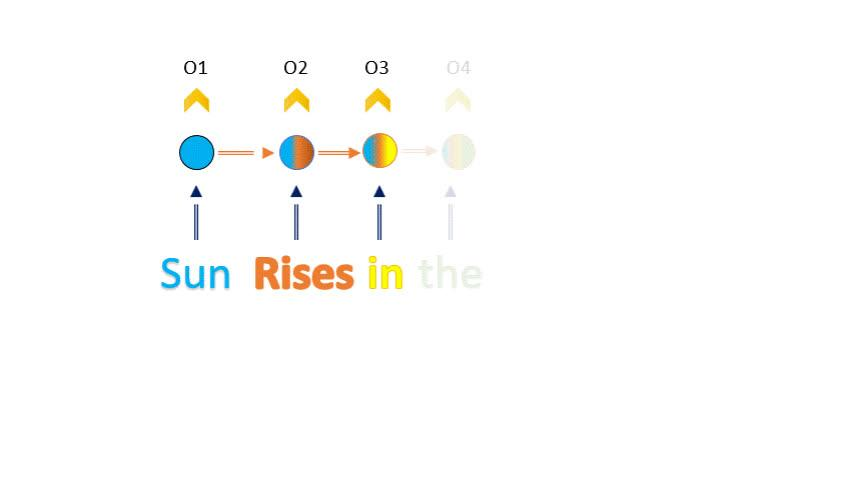 O1 O2 O3 O4
Sun Rises in the